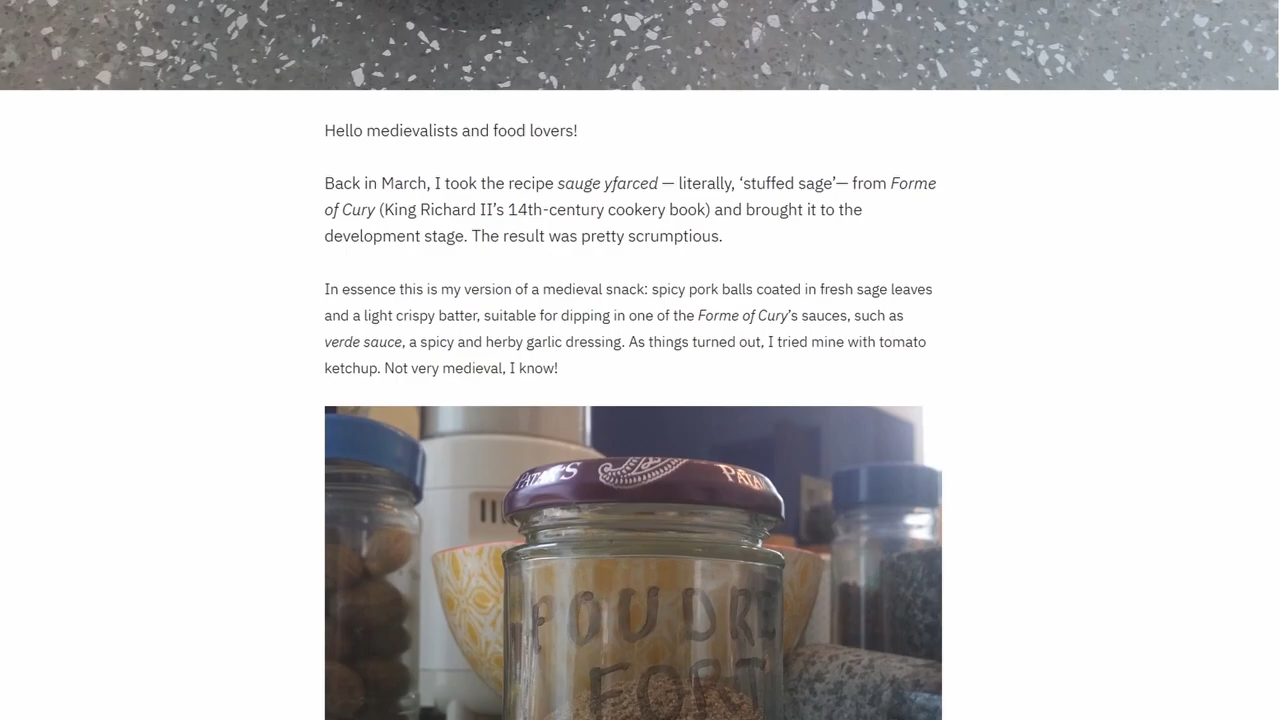 Hello medievalists and food lovers!
Back in March, I took the recipe sauge yfarced — literally, ‘stuffed sage’— from Forme
of Cury (King Richard II’s 14th-century cookery book) and brought it to the
development stage. The result was pretty scrumptious.
In essence this is my version of a medieval snack: spicy pork balls coated in fresh sage leaves
and a light crispy batter, suitable for dipping in one of the Forme of Cury’s sauces, such as
verde sauce, a spicy and herby garlic dressing. As things turned out, I tried mine with tomato
ketchup. Not very medieval, I know!
PATAK'S PATAK
POUDRE
FORT